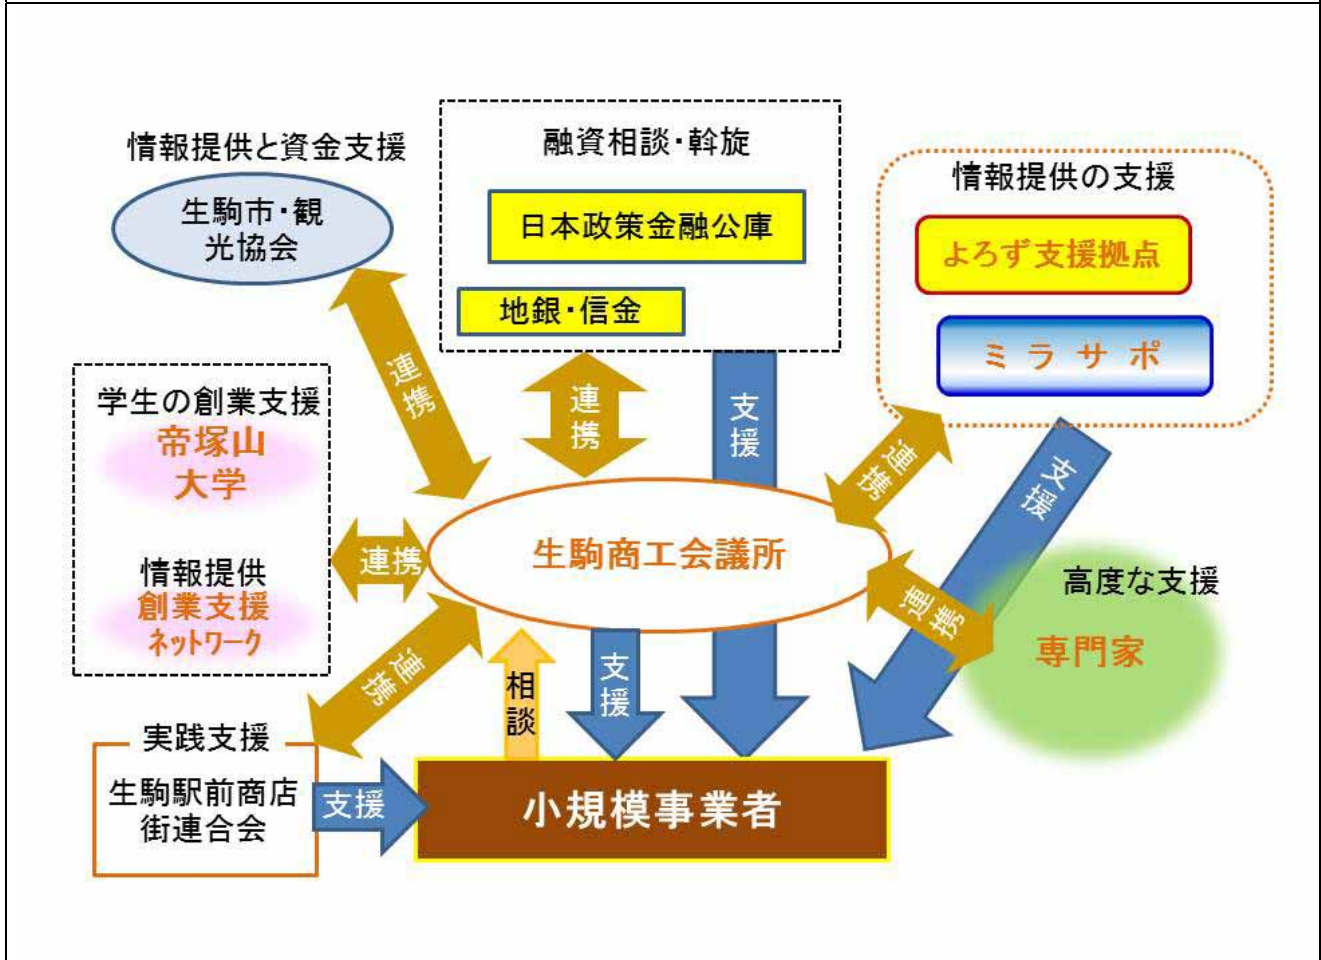 情報提供と資金支援
生駒市・観
光協会
融資相談・斡旋
日本政策金融公庫
地銀・信金
情報提供の支援
よろず支援拠点
ミラサポ
連携
連携
支援
連携
支援
学生の創業支援
帝塚山
大学
情報提供
創業支援
ネットワーク
連携
生駒商工会議所
連携
高度な支援
専門家
連携
相談
支援
実践支援
生駒駅前商店
街連合会
支援
小規模事業者